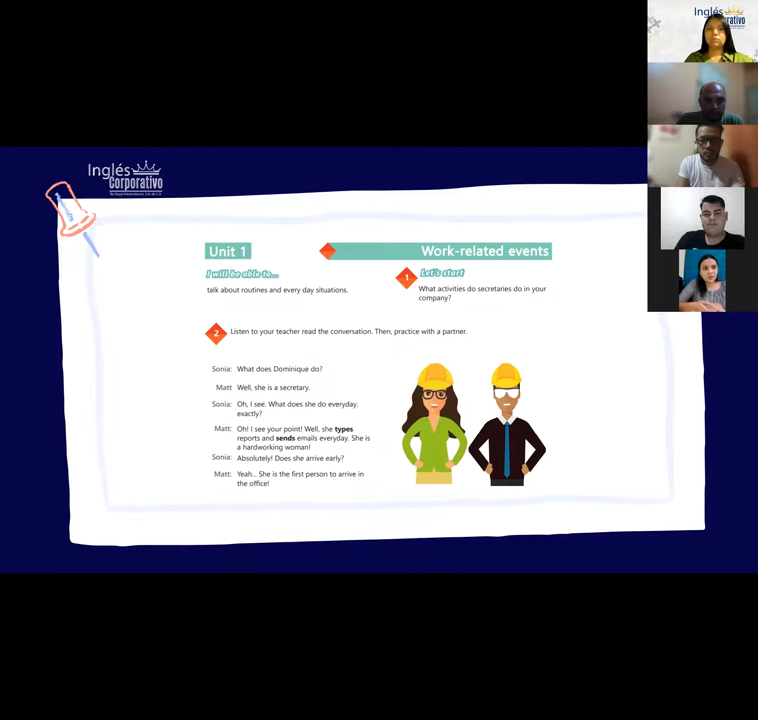 Inglés
Corporativo
Unit 1
Work-related events
I will be able to...
talk about routines and every day situations.
1
Let's start
What activities do secretaries do in your
company?
2
Listen to your teacher read the conversation. Then, practice with a partner.
Sonia: What does Dominique do?
Matt Well, she is a secretary.
Sonia: Oh, I see. What does she do everyday,
exactly?
Matt: Oh! I see your point! Well, she types
reports and sends emails everyday. She is
a hardworking woman!
Sonia: Absolutely! Does she arrive early?
Matt: Yeah... She is the first person to arrive in
the office!
Inglés
rativo